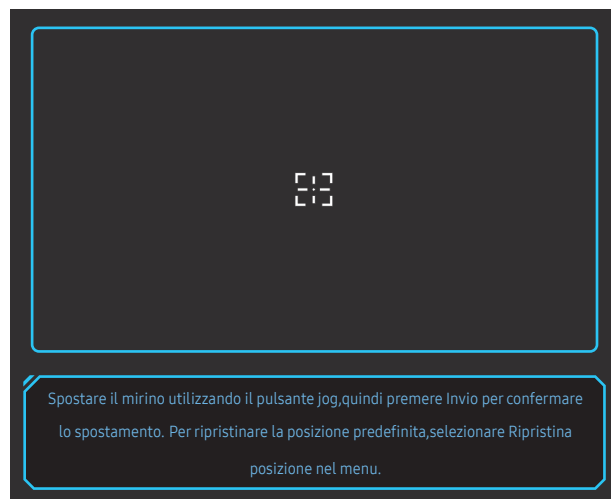 Spostare il mirino utilizzando il pulsante jog,quindi premere Invio per confermare
lo spostamento. Per ripristinare la posizione predefinita,selezionare Ripristina
posizione nel menu.